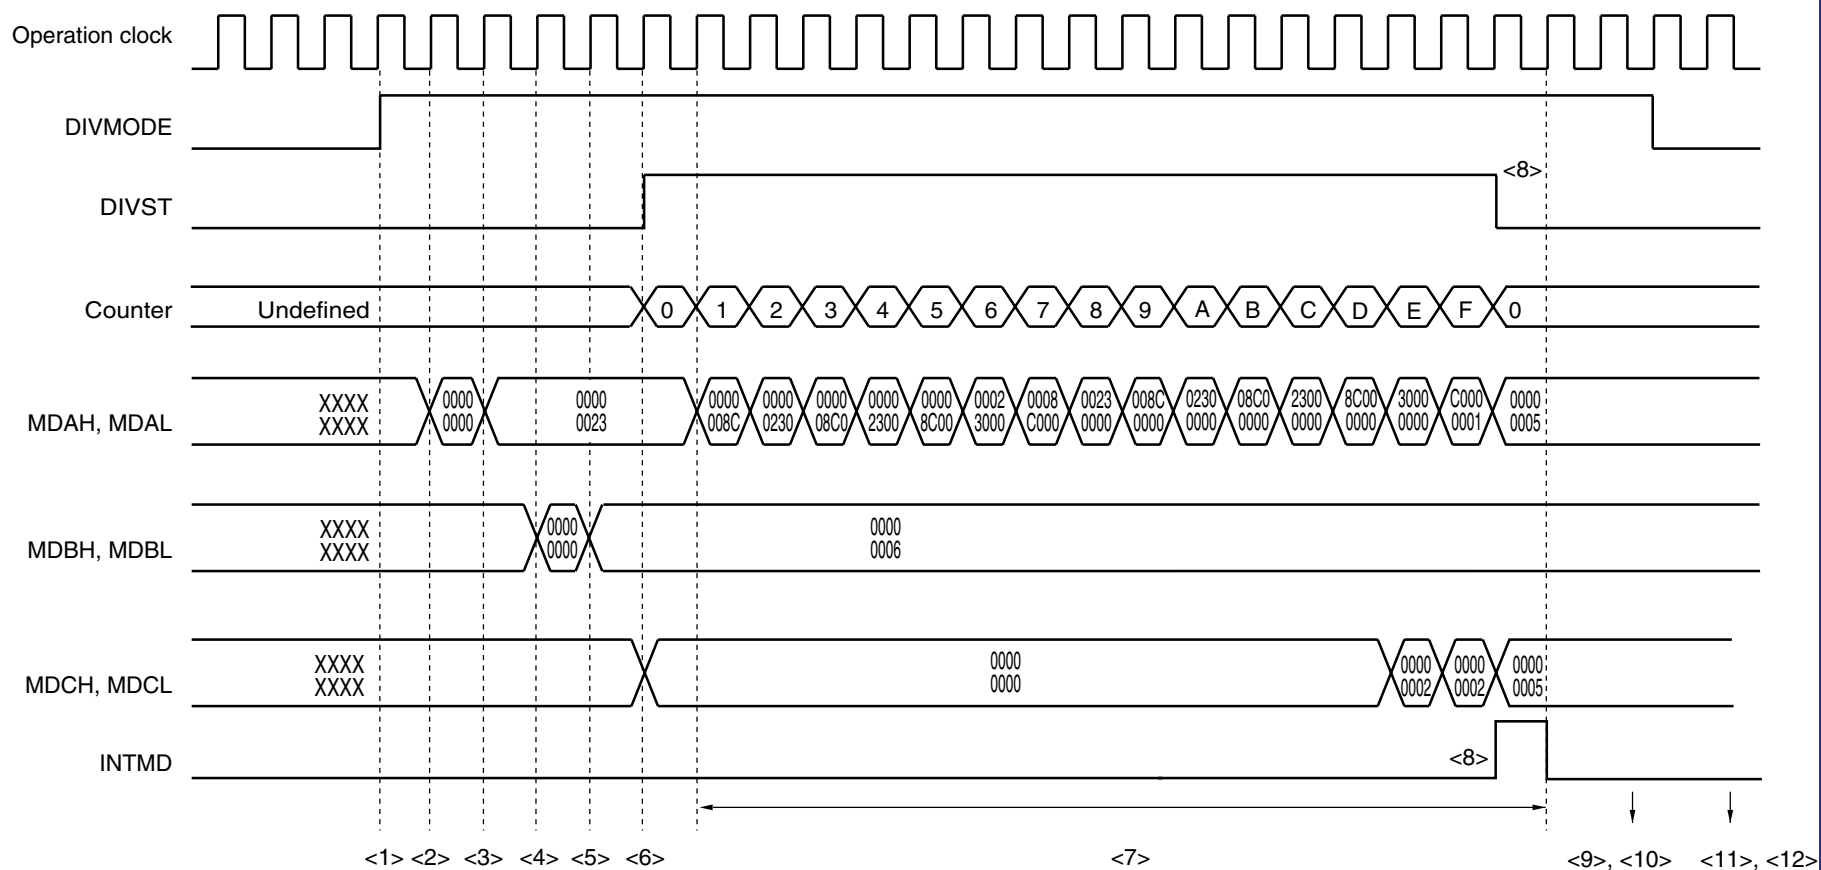 Operation clock
DIVMODE
<8>
DIVST
Counter
Undefined
0 1 2 3 4 5 6 7 8 9 A B C D E F 0
MDAH, MDAL
XXXX 0000 0000 0000 0000 0000 0000 0000 0002 0008 0023 008C 0230 08C0 2300 8C00 3000 C000 0000
XXXX 0000 0023 008C 0230 08C0 2300 8C00 3000 C000 0000 0000 0000 0000 0000 0000 0000 0001 0005
MDBH, MDBL
XXXX 0000 0000
XXXX 0000 0006
MDCH, MDCL
XXXX 0000 0000 0000 0000
XXXX 0000 0002 0002 0005
INTMD
<8>
<1> <2> <3> <4> <5> <6> <7> <9>, <10> <11>, <12>